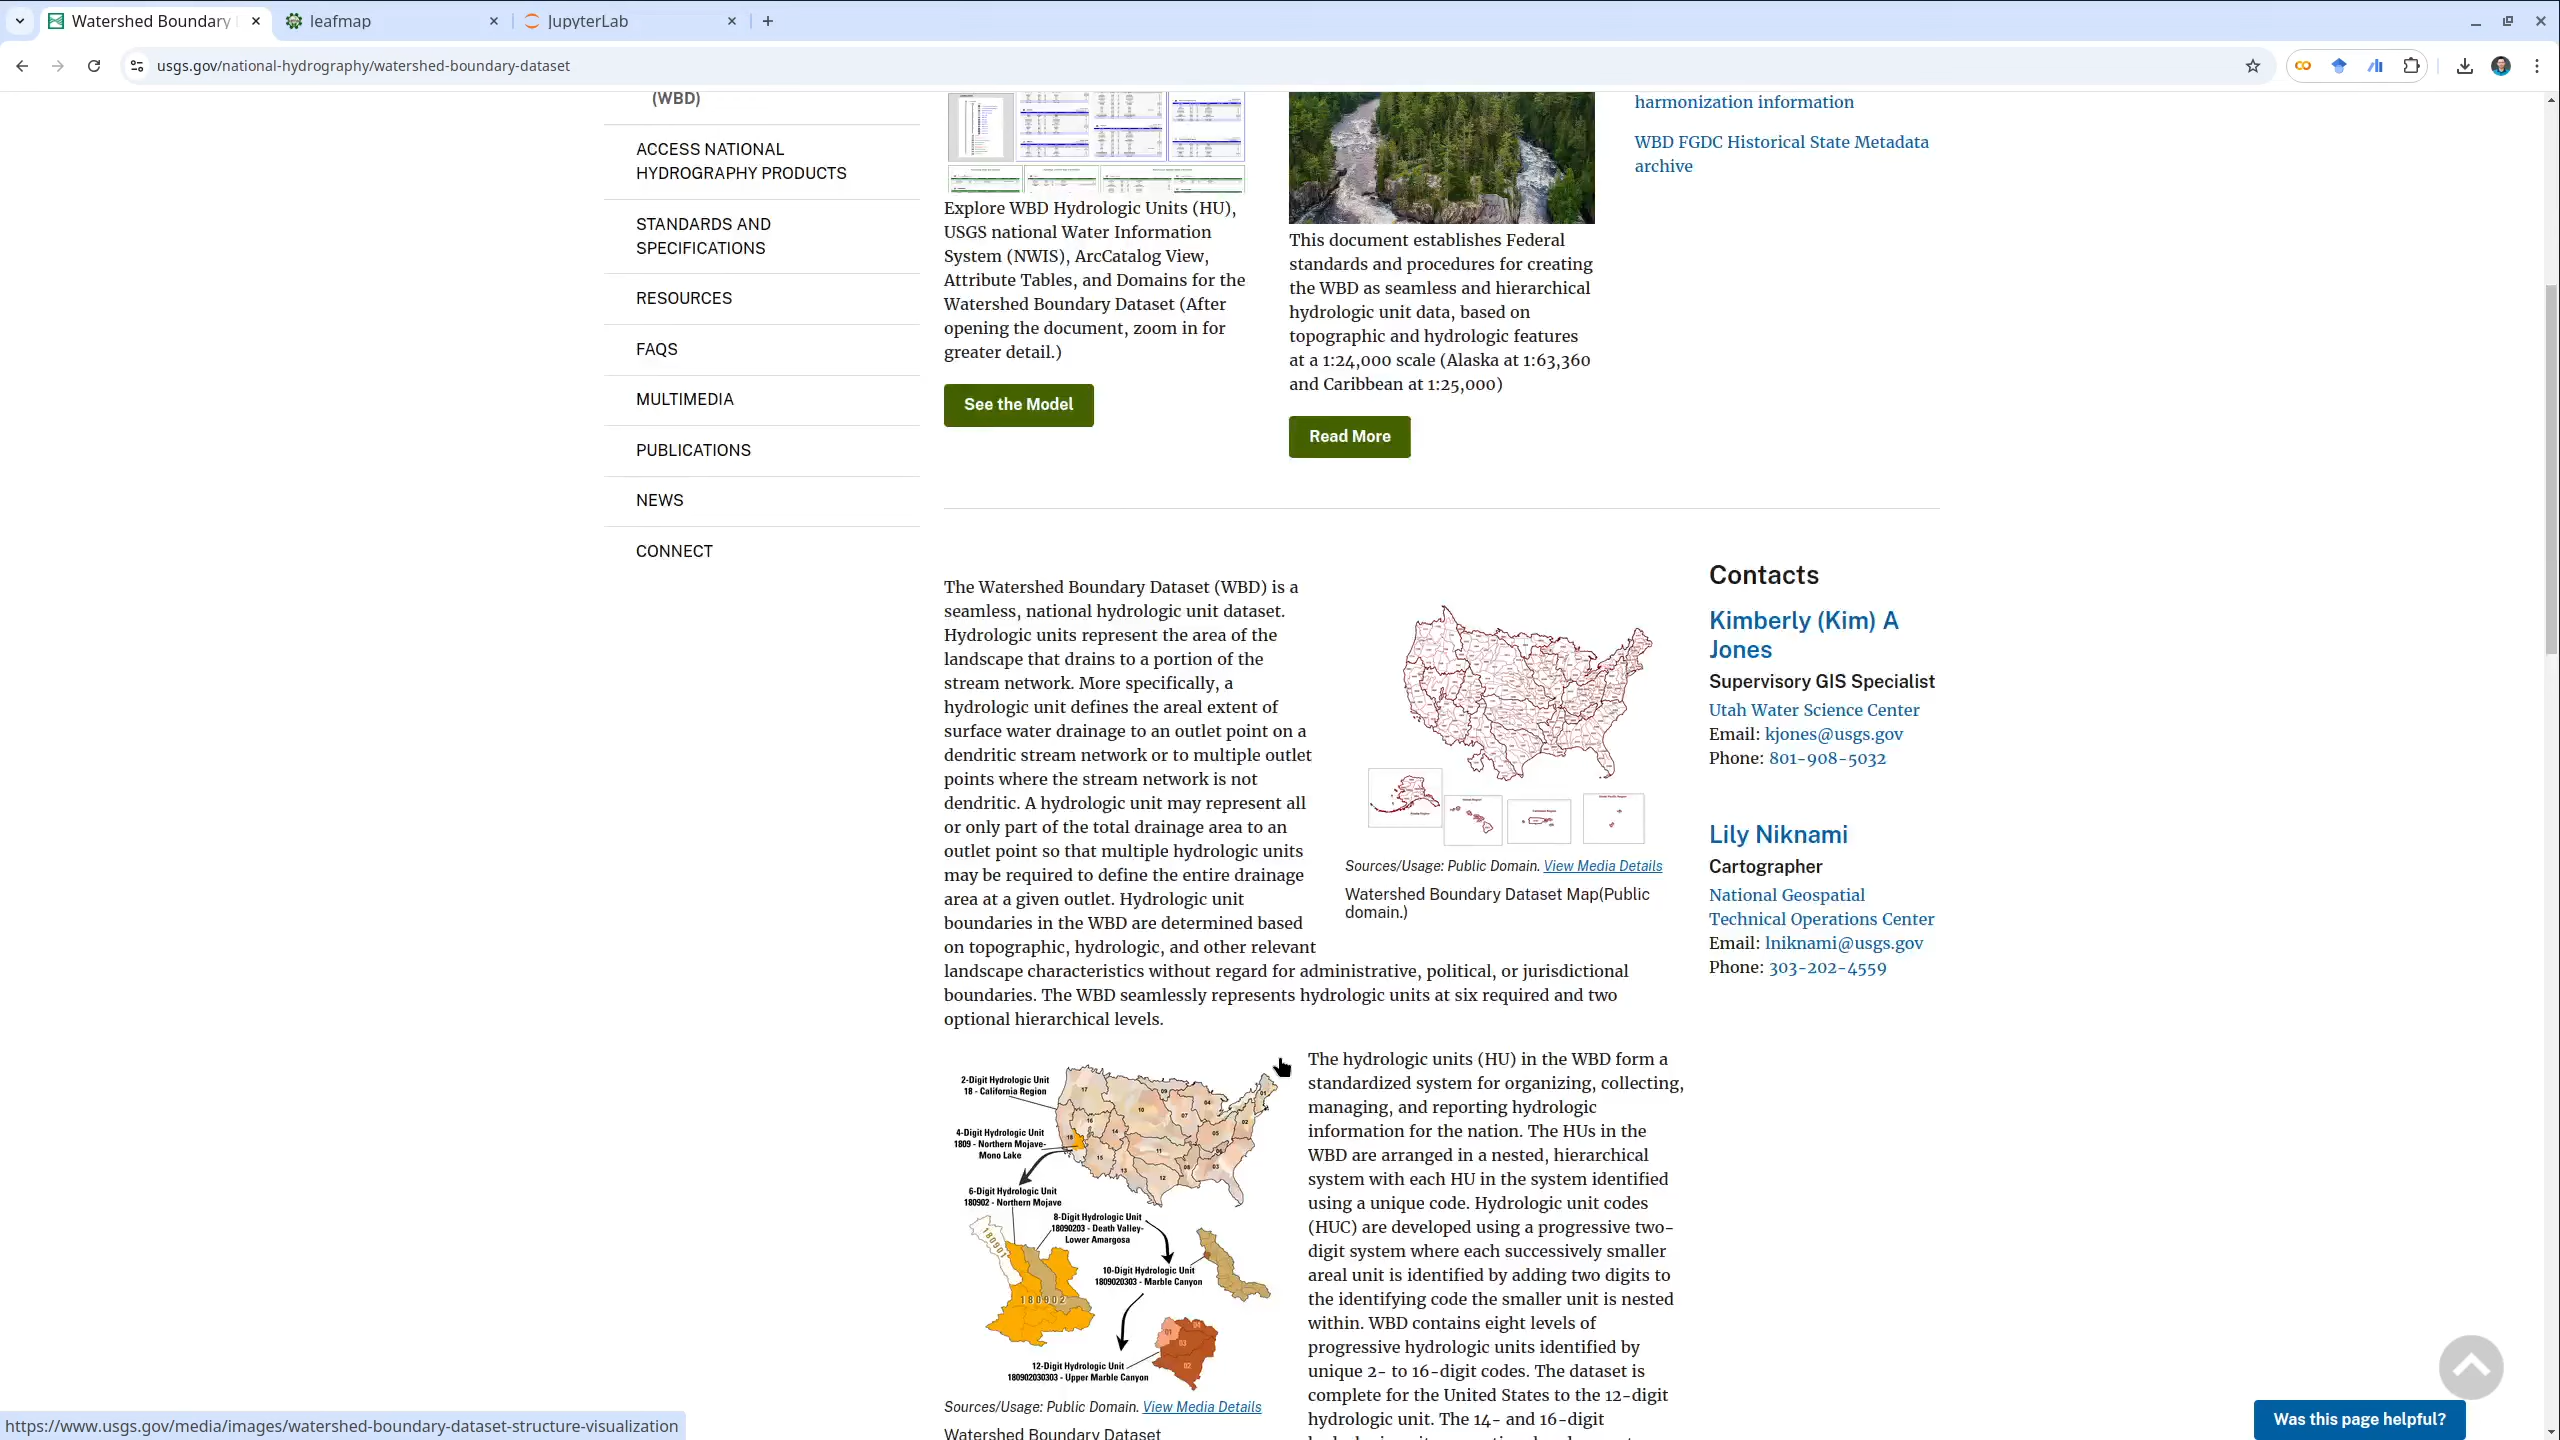 Watershed Boundary
leafmap
JupyterLab
usgs.gov/national-hydrography/watershed-boundary-dataset
(WBD)
ACCESS NATIONAL
HYDROGRAPHY PRODUCTS
STANDARDS AND
SPECIFICATIONS
RESOURCES
FAQS
MULTIMEDIA
PUBLICATIONS
NEWS
CONNECT
Explore WBD Hydrologic Units (HU),
USGS national Water Information
System (NWIS), ArcCatalog View,
Attribute Tables, and Domains for the
Watershed Boundary Dataset (After
opening the document, zoom in for
greater detail.)
See the Model
This document establishes Federal
standards and procedures for creating
the WBD as seamless and hierarchical
hydrologic unit data, based on
topographic and hydrologic features
at a 1:24,000 scale (Alaska at 1:63,360
and Caribbean at 1:25,000)
Read More
harmonization information
WBD FGDC Historical State Metadata
archive
The Watershed Boundary Dataset (WBD) is a
seamless, national hydrologic unit dataset.
Hydrologic units represent the area of the
landscape that drains to a portion of the
stream network. More specifically, a
hydrologic unit defines the areal extent of
surface water drainage to an outlet point on a
dendritic stream network or to multiple outlet
points where the stream network is not
dendritic. A hydrologic unit may represent all
or only part of the total drainage area to an
outlet point so that multiple hydrologic units
may be required to define the entire drainage
area at a given outlet. Hydrologic unit
boundaries in the WBD are determined based
on topographic, hydrologic, and other relevant
landscape characteristics without regard for administrative, political, or jurisdictional
boundaries. The WBD seamlessly represents hydrologic units at six required and two
optional hierarchical levels.
Sources/Usage: Public Domain. View Media Details
Watershed Boundary Dataset Map(Public
domain.)
Contacts
Kimberly (Kim) A
Jones
Supervisory GIS Specialist
Utah Water Science Center
Email: kjones@usgs.gov
Phone: 801-908-5032
Lily Niknami
Cartographer
National Geospatial
Technical Operations Center
Email: lniknami@usgs.gov
Phone: 303-202-4559
2-Digit Hydrologic Unit
18 - California Region
4-Digit Hydrologic Unit
1809 - Northern Mojave-
Mono Lake
6-Digit Hydrologic Unit
180902 - Northern Mojave
8-Digit Hydrologic Unit
18090203 - Death Valley-
Lower Amargosa
10-Digit Hydrologic Unit
1809020303 - Marble Canyon
180901
180902
12-Digit Hydrologic Unit
180902030303 - Upper Marble Canyon
Sources/Usage: Public Domain. View Media Details
Watershed Boundary Dataset
The hydrologic units (HU) in the WBD form a
standardized system for organizing, collecting,
managing, and reporting hydrologic
information for the nation. The HUs in the
WBD are arranged in a nested, hierarchical
system with each HU in the system identified
using a unique code. Hydrologic unit codes
(HUC) are developed using a progressive two-
digit system where each successively smaller
areal unit is identified by adding two digits to
the identifying code the smaller unit is nested
within. WBD contains eight levels of
progressive hydrologic units identified by
unique 2- to 16-digit codes. The dataset is
complete for the United States to the 12-digit
hydrologic unit. The 14- and 16-digit
Was this page helpful?
https://www.usgs.gov/media/images/watershed-boundary-dataset-structure-visualization